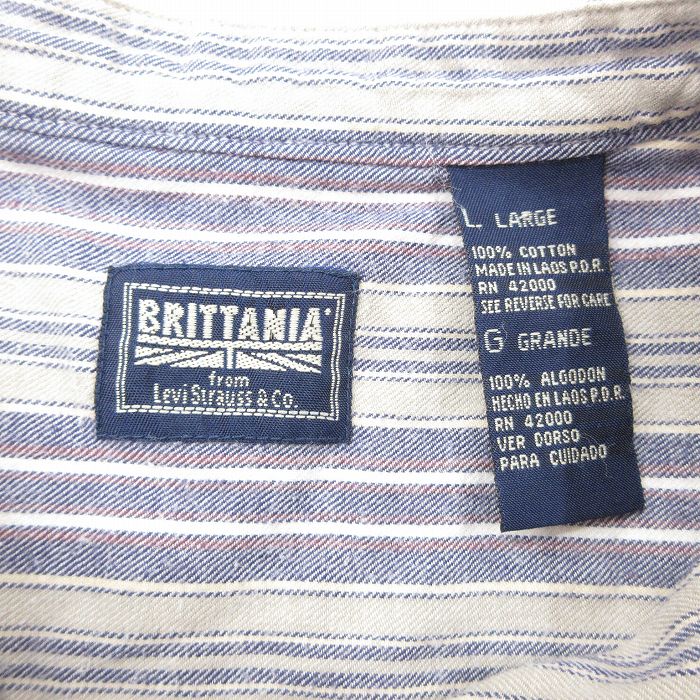 BRITTANIA
from
Levi Strauss & Co.
L LARGE
100% COTTON
MADE IN LAOS P.D.R.
RN 42000
SEE REVERSE FOR CARE
G GRANDE
100% ALGODON
HECHO EN LAOS P.D.R.
RN 42000
VER DORSO
PARA CUIDADO